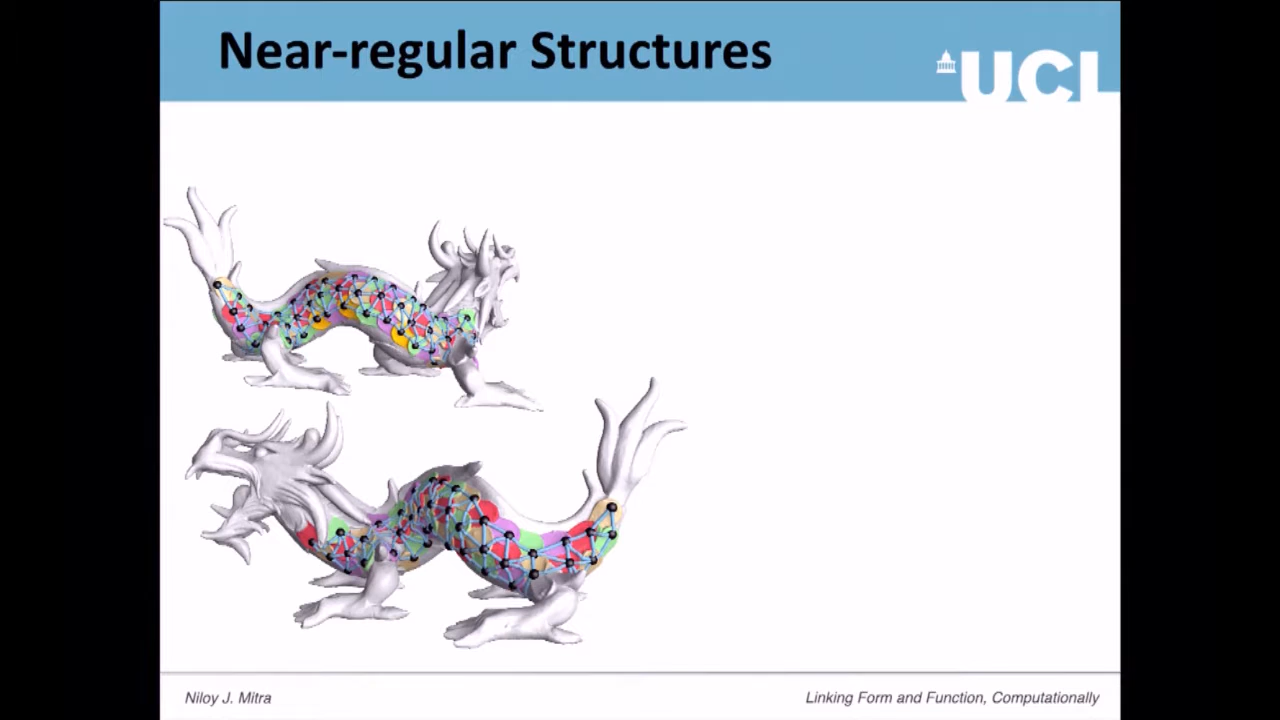 Near-regular Structures
UCL
Niloy J. Mitra
Linking Form and Function, Computationally